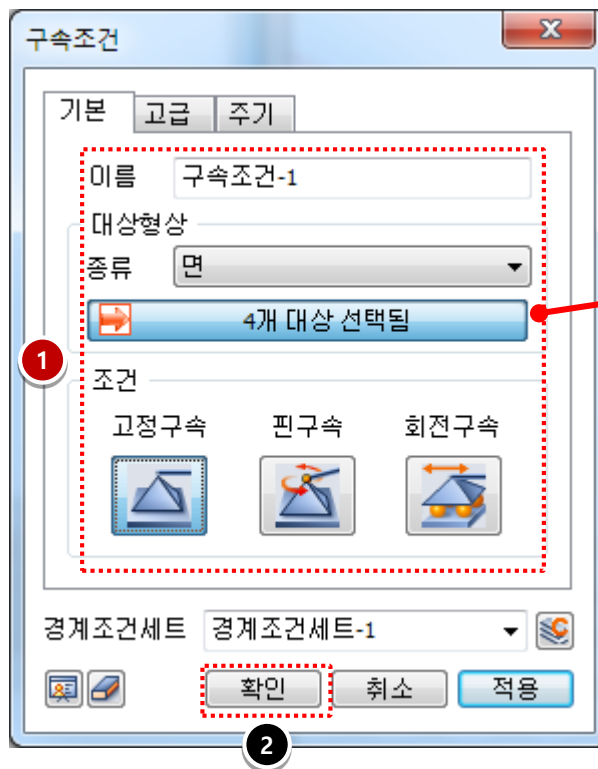 구속조건
기본 고급 주기
이름 구속조건-1
대상형상
종류 면
4개 대상 선택됨
1
조건
고정구속 핀구속 회전구속
경계조건세트 경계조건세트-1
확인 취소 적용
2